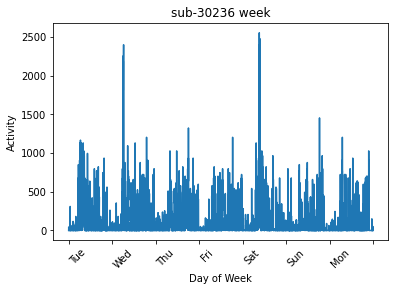 sub-30236 week
2500
2000
1500
1000
500
0
Activity
Tue
Wed
Thu
Fri
Sat
Sun
Mon
Day of Week